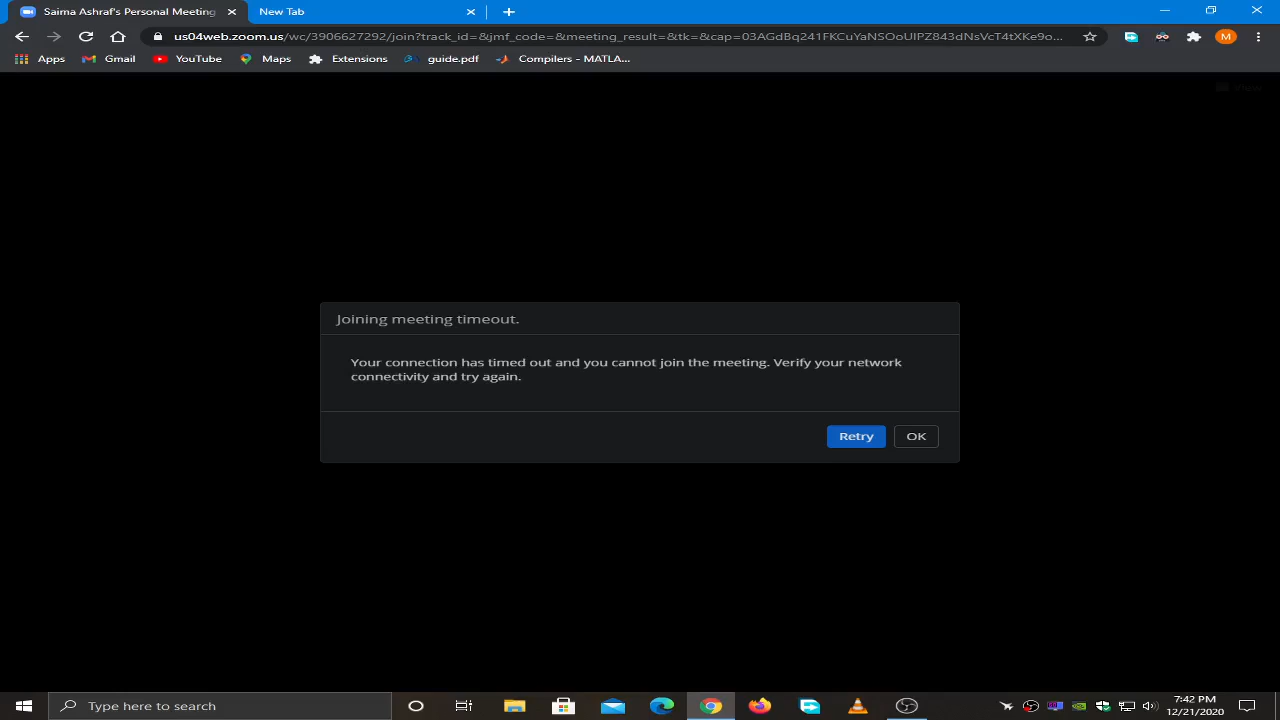 Saima Ashraf's Personal Meeting
New Tab
us04web.zoom.us/wc/3906627292/join?track_id=&jmf_code=&meeting_result=&tk=&cap=03AGdBq241FKCuYaNSOoUIPZ843dNsVcT4tXKe9o...
M
Apps Gmail YouTube Maps Extensions guide.pdf Compilers - MATLA...
View
Joining meeting timeout.
Your connection has timed out and you cannot join the meeting. Verify your network
connectivity and try again.
Retry OK
Type here to search
7:42 PM
12/21/2020